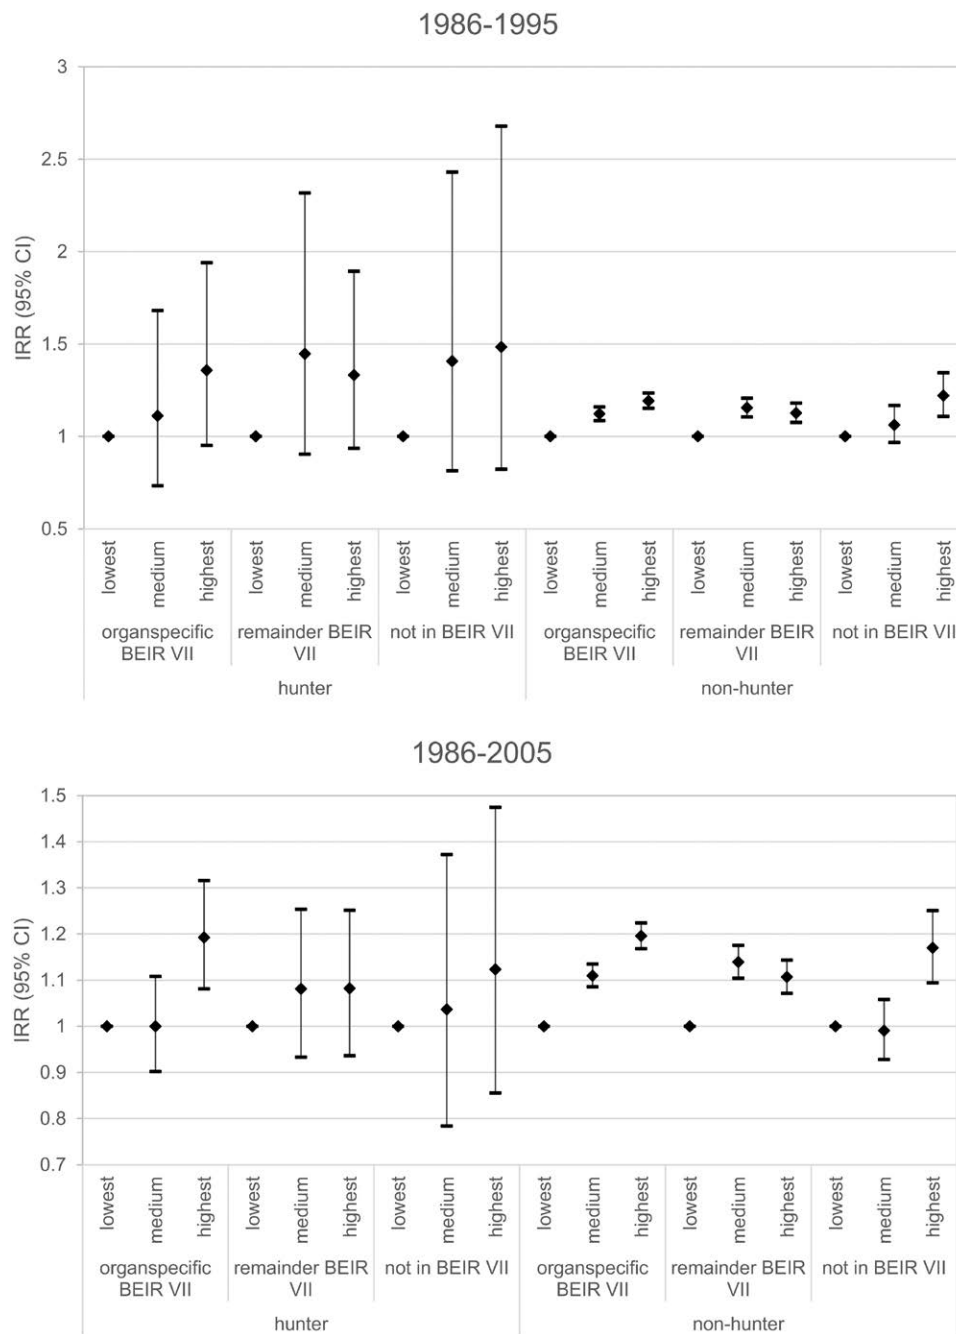 1986-1995
3
2.5
2
1.5
1
0.5
IRR (95% CI)
lowest medium highest lowest medium highest lowest medium highest lowest medium highest lowest medium highest lowest medium highest
organspecific remainder BEIR not in BEIR VII organspecific remainder BEIR not in BEIR VII
BEIR VII VII BEIR VII VII
hunter non-hunter
1986-2005
1.5
1.4
1.3
1.2
1.1
1
0.9
0.8
0.7
IRR (95% CI)
lowest medium highest lowest medium highest lowest medium highest lowest medium highest lowest medium highest lowest medium highest
organspecific remainder BEIR not in BEIR VII organspecific remainder BEIR not in BEIR VII
BEIR VII VII BEIR VII VII
hunter non-hunter